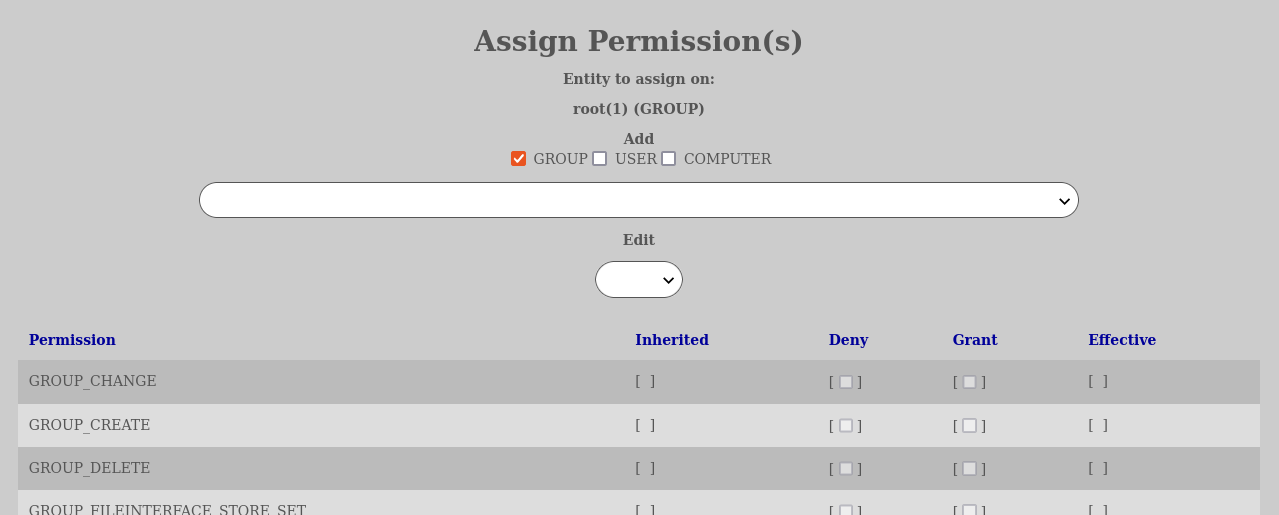 Assign Permission(s)
Entity to assign on:
root(1) (GROUP)
Add
GROUP USER COMPUTER
Edit
Permission Inherited Deny Grant Effective
GROUP_CHANGE [ ] [ ] [ ] [ ]
GROUP_CREATE [ ] [ ] [ ] [ ]
GROUP_DELETE [ ] [ ] [ ] [ ]
GROUP_FILEINTERFACE_STORE_SET [ ] [ ] [ ] [ ]